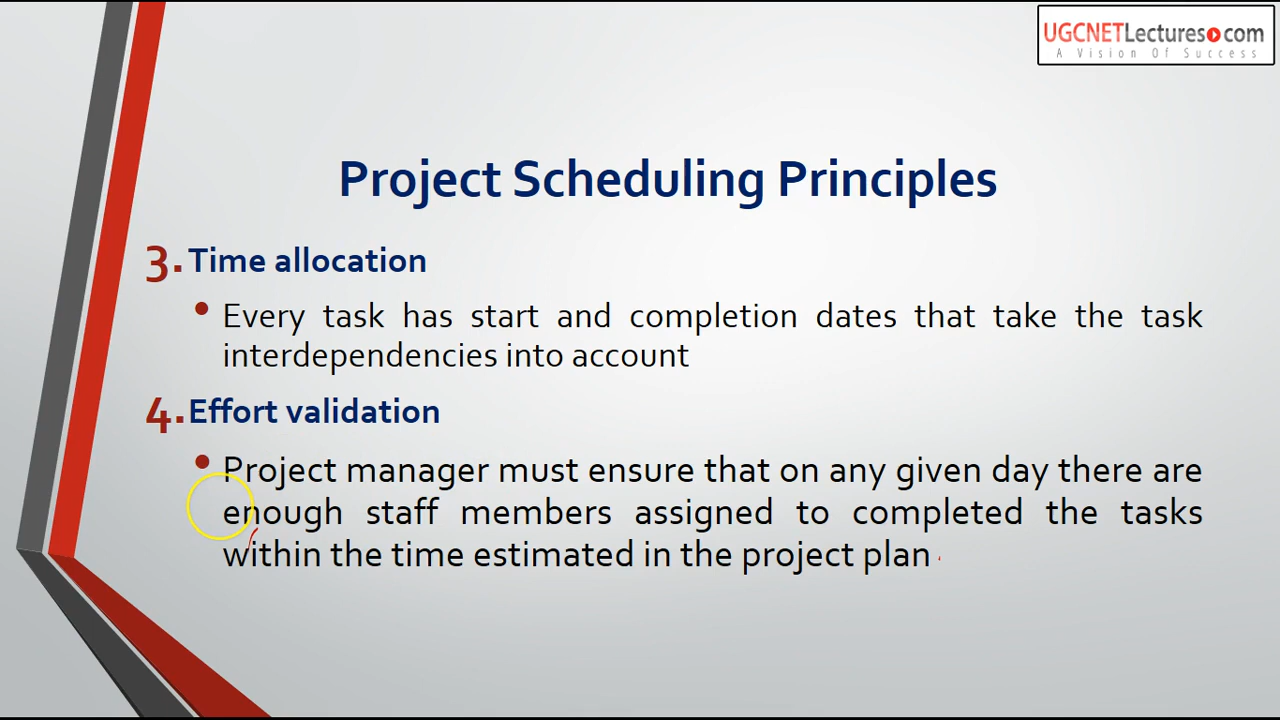 UGCNETLectures.com
A Vision Of Success
Project Scheduling Principles
3. Time allocation
• Every task has start and completion dates that take the task
interdependencies into account
4. Effort validation
• Project manager must ensure that on any given day there are
enough staff members assigned to completed the tasks
within the time estimated in the project plan